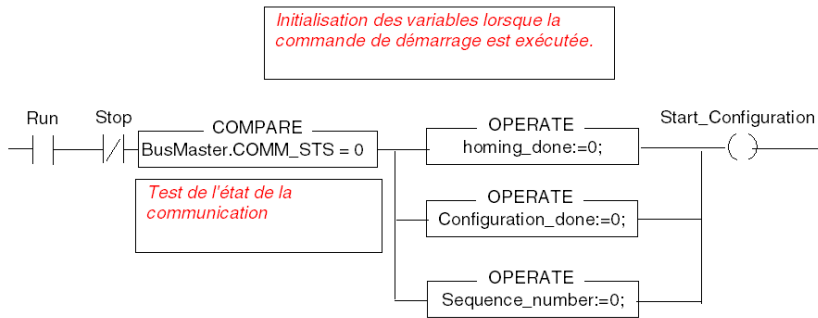 Initialisation des variables lorsque la
commande de démarrage est exécutée.
Run
Stop
COMPARE
BusMaster.COMM_STS = 0
OPERATE
homing_done:=0;
Start_Configuration
Test de l'état de la
communication
OPERATE
Configuration_done:=0;
OPERATE
Sequence_number:=0;